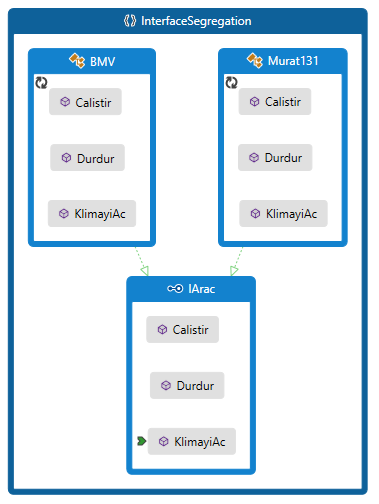 InterfaceSegregation
BMV
Calistir
Durdur
KlimayiAc
Murat131
Calistir
Durdur
KlimayiAc
IArac
Calistir
Durdur
KlimayiAc